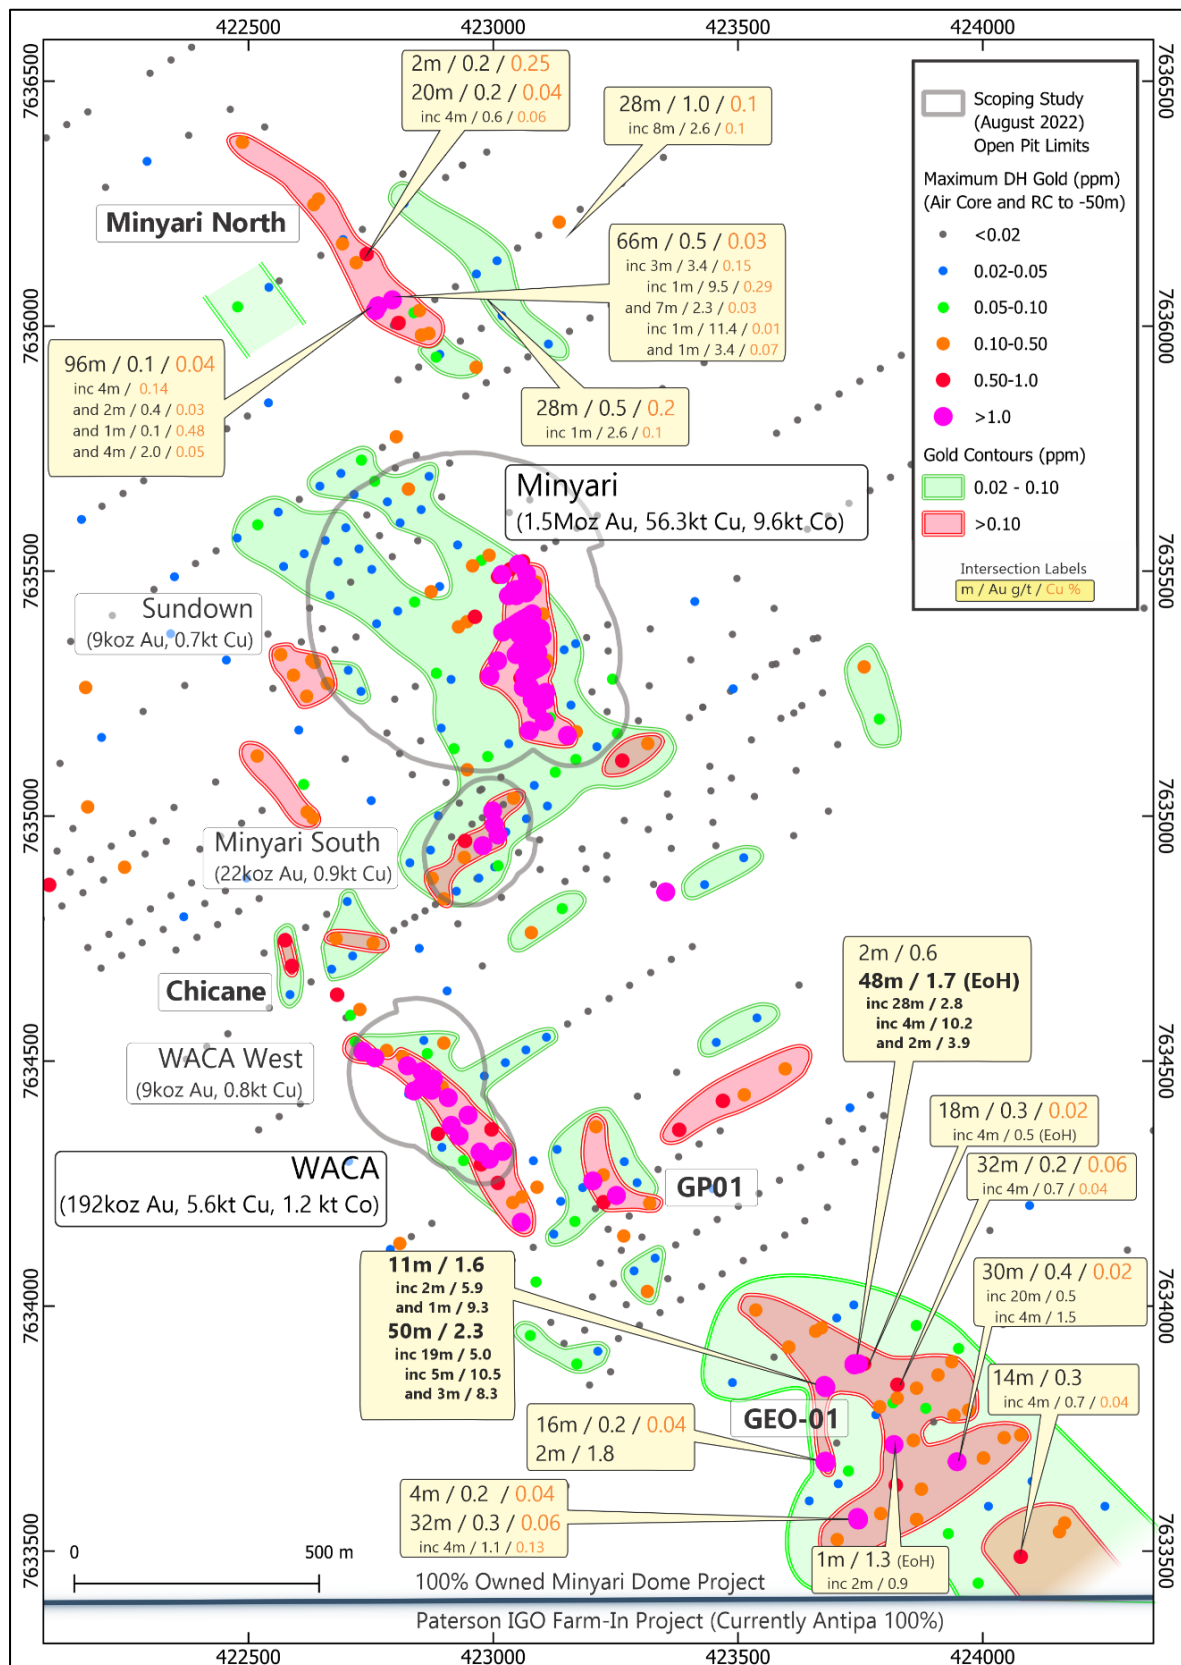 422500 423000 423500 424000
7636500
7636500
2m / 0.2 / 0.25
20m / 0.2 / 0.04
inc 4m / 0.6 / 0.06
28m / 1.0 / 0.1
inc 8m / 2.6 / 0.1
Scoping Study
(August 2022)
Open Pit Limits
Maximum DH Gold (ppm)
(Air Core and RC to -50m)
<0.02
0.02-0.05
0.05-0.10
0.10-0.50
0.50-1.0
>1.0
Gold Contours (ppm)
0.02 - 0.10
>0.10
Intersection Labels
m / Au g/t / Cu %
Minyari North
66m / 0.5 / 0.03
inc 3m / 3.4 / 0.15
inc 1m / 9.5 / 0.29
and 7m / 2.3 / 0.03
inc 1m / 11.4 / 0.01
and 1m / 3.4 / 0.07
7636000
7636000
96m / 0.1 / 0.04
inc 4m / 0.14
and 2m / 0.4 / 0.03
and 1m / 0.1 / 0.48
and 4m / 2.0 / 0.05
28m / 0.5 / 0.2
inc 1m / 2.6 / 0.1
Minyari
(1.5Moz Au, 56.3kt Cu, 9.6kt Co)
7635500
7635500
Sundown
(9koz Au, 0.7kt Cu)
7635000
7635000
Minyari South
(22koz Au, 0.9kt Cu)
Chicane
2m / 0.6
48m / 1.7 (EoH)
inc 28m / 2.8
inc 4m / 10.2
and 2m / 3.9
WACA West
(9koz Au, 0.8kt Cu)
7634500
7634500
18m / 0.3 / 0.02
inc 4m / 0.5 (EoH)
32m / 0.2 / 0.06
inc 4m / 0.7 / 0.04
WACA
(192koz Au, 5.6kt Cu, 1.2 kt Co)
GP01
11m / 1.6
inc 2m / 5.9
and 1m / 9.3
50m / 2.3
inc 19m / 5.0
inc 5m / 10.5
and 3m / 8.3
30m / 0.4 / 0.02
inc 20m / 0.5
inc 4m / 1.5
7634000
7634000
14m / 0.3
inc 4m / 0.7 / 0.04
GEO-01
16m / 0.2 / 0.04
2m / 1.8
4m / 0.2 / 0.04
32m / 0.3 / 0.06
inc 4m / 1.1 / 0.13
1m / 1.3 (EoH)
inc 2m / 0.9
7633500
7633500
0 500 m
100% Owned Minyari Dome Project
Paterson IGO Farm-In Project (Currently Antipa 100%)
422500 423000 423500 424000